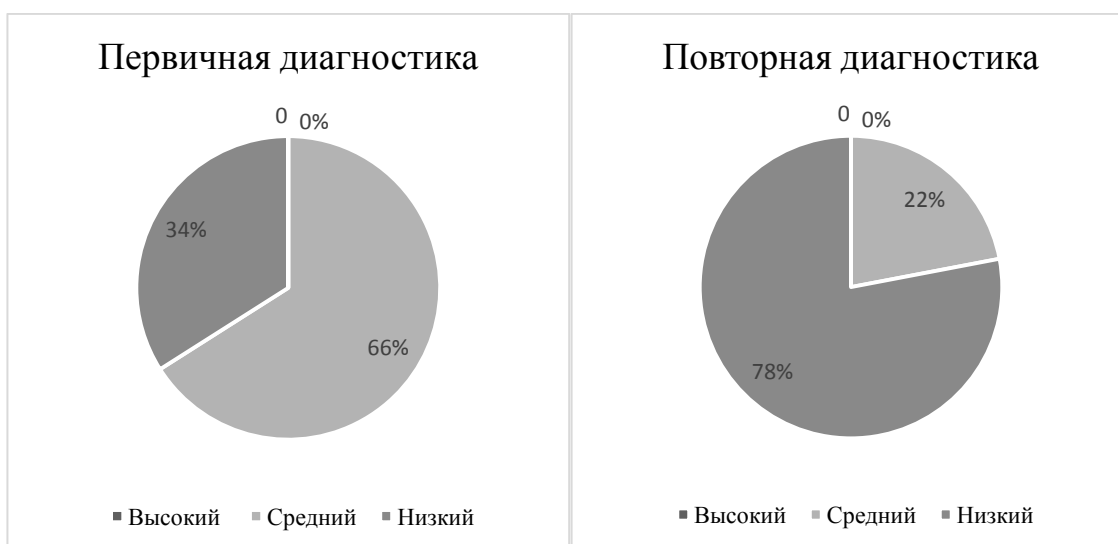 Первичная диагностика
0 0%
34%
66%
Высокий Средний Низкий
Повторная диагностика
0 0%
22%
78%
Высокий Средний Низкий